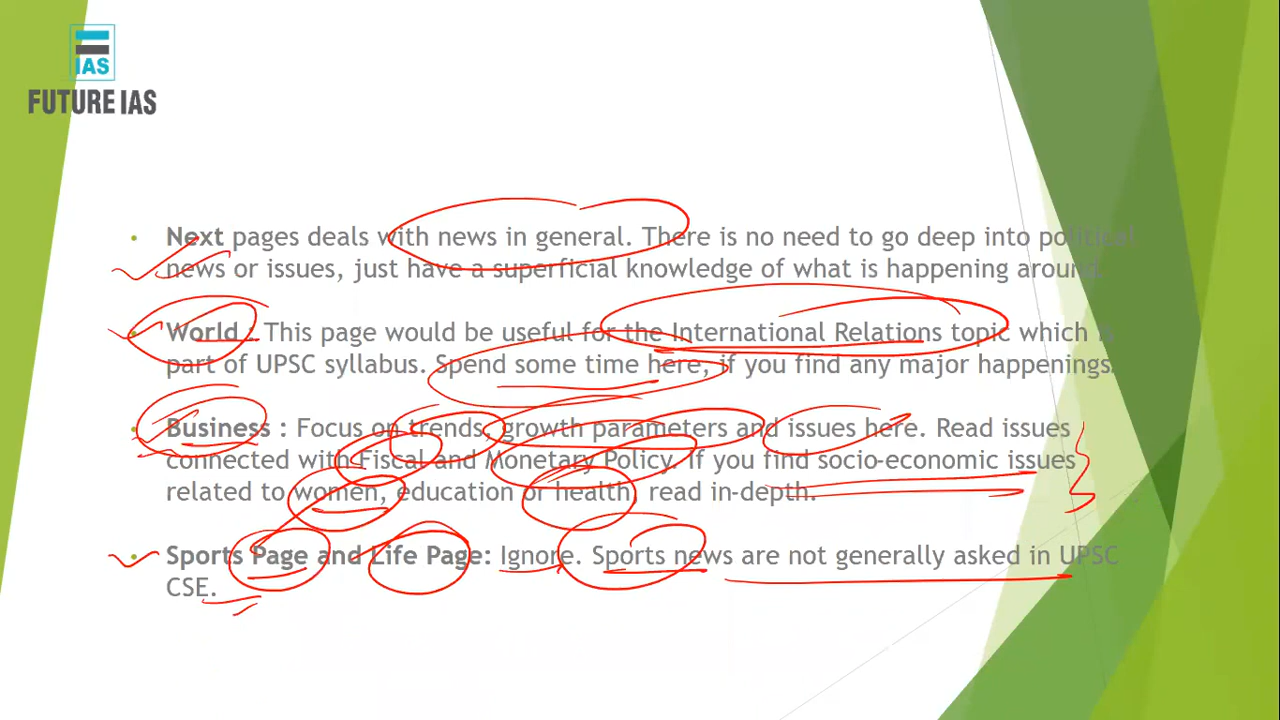 IAS
FUTURE IAS
• Next pages deals with news in general. There is no need to go deep into political
news or issues, just have a superficial knowledge of what is happening around.
• World : This page would be useful for the International Relations topic which is
part of UPSC syllabus. Spend some time here, if you find any major happenings.
• Business : Focus on trends, growth parameters and issues here. Read issues
connected with Fiscal and Monetary Policy. If you find socio-economic issues
related to women, education or health, read in-depth.
• Sports Page and Life Page: Ignore. Sports news are not generally asked in UPSC
CSE.